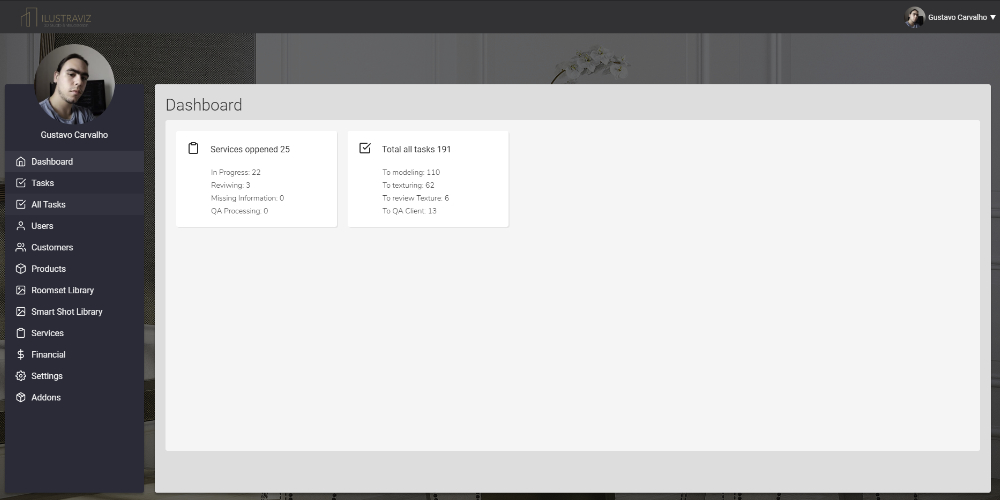 ILUSTRAVIZ
Gustavo Carvalho
Gustavo Carvalho
Dashboard
Tasks
All Tasks
Users
Customers
Products
Roomset Library
Smart Shot Library
Services
Financial
Settings
Addons
Dashboard
Services oppened 25
In Progress: 22
Reviwing: 3
Missing Information: 0
QA Processing: 0
Total all tasks 191
To modeling: 110
To texturing: 62
To review Texture: 6
To QA Client: 13